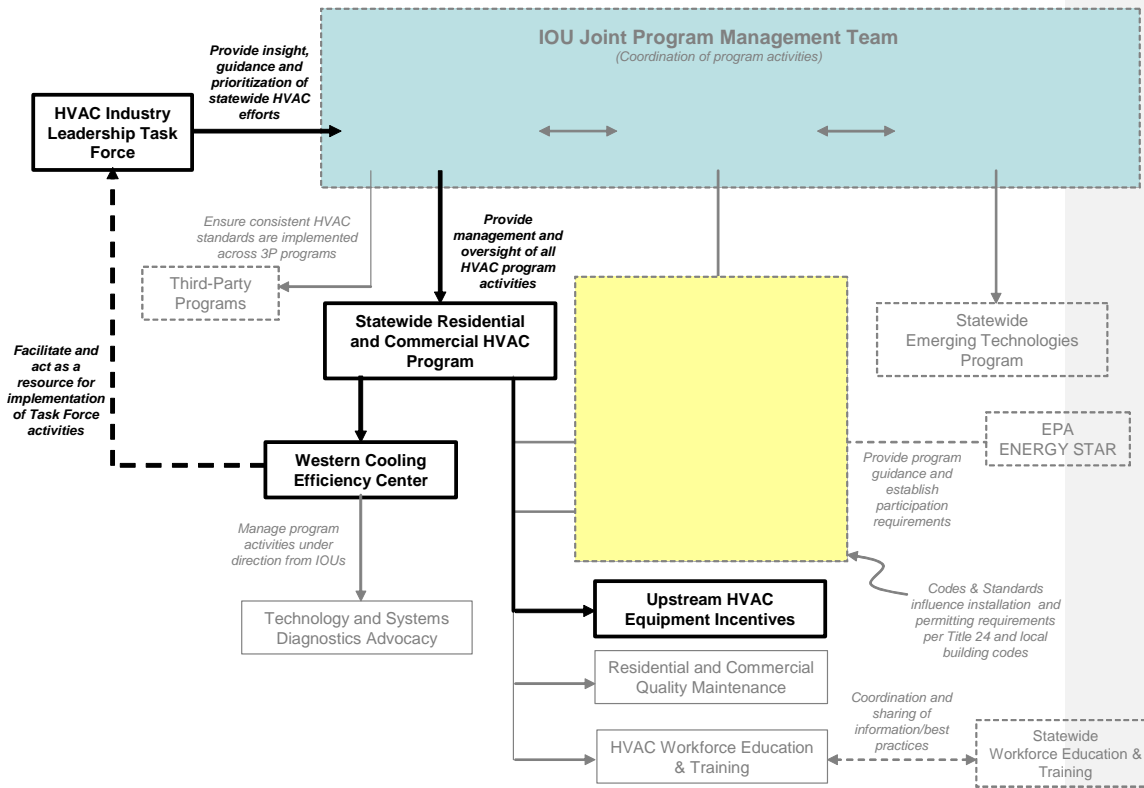 IOU Joint Program Management Team
(Coordination of program activities)
Provide insight,
guidance and
prioritization of
statewide HVAC
efforts
HVAC Industry
Leadership Task
Force
Ensure consistent HVAC
standards are implemented
across 3P programs
Provide
management and
oversight of all
HVAC program
activities
Third-Party
Programs
Statewide Residential
and Commercial HVAC
Program
Statewide
Emerging Technologies
Program
Facilitate and
act as a
resource for
implementation
of Task Force
activities
Western Cooling
Efficiency Center
EPA
ENERGY STAR
Provide program
guidance and
establish
participation
requirements
Manage program
activities under
direction from IOUs
Technology and Systems
Diagnostics Advocacy
Upstream HVAC
Equipment Incentives
Codes & Standards
influence installation and
permitting requirements
per Title 24 and local
building codes
Residential and Commercial
Quality Maintenance
Coordination and
sharing of
information/best
practices
HVAC Workforce Education
& Training
Statewide
Workforce Education &
Training